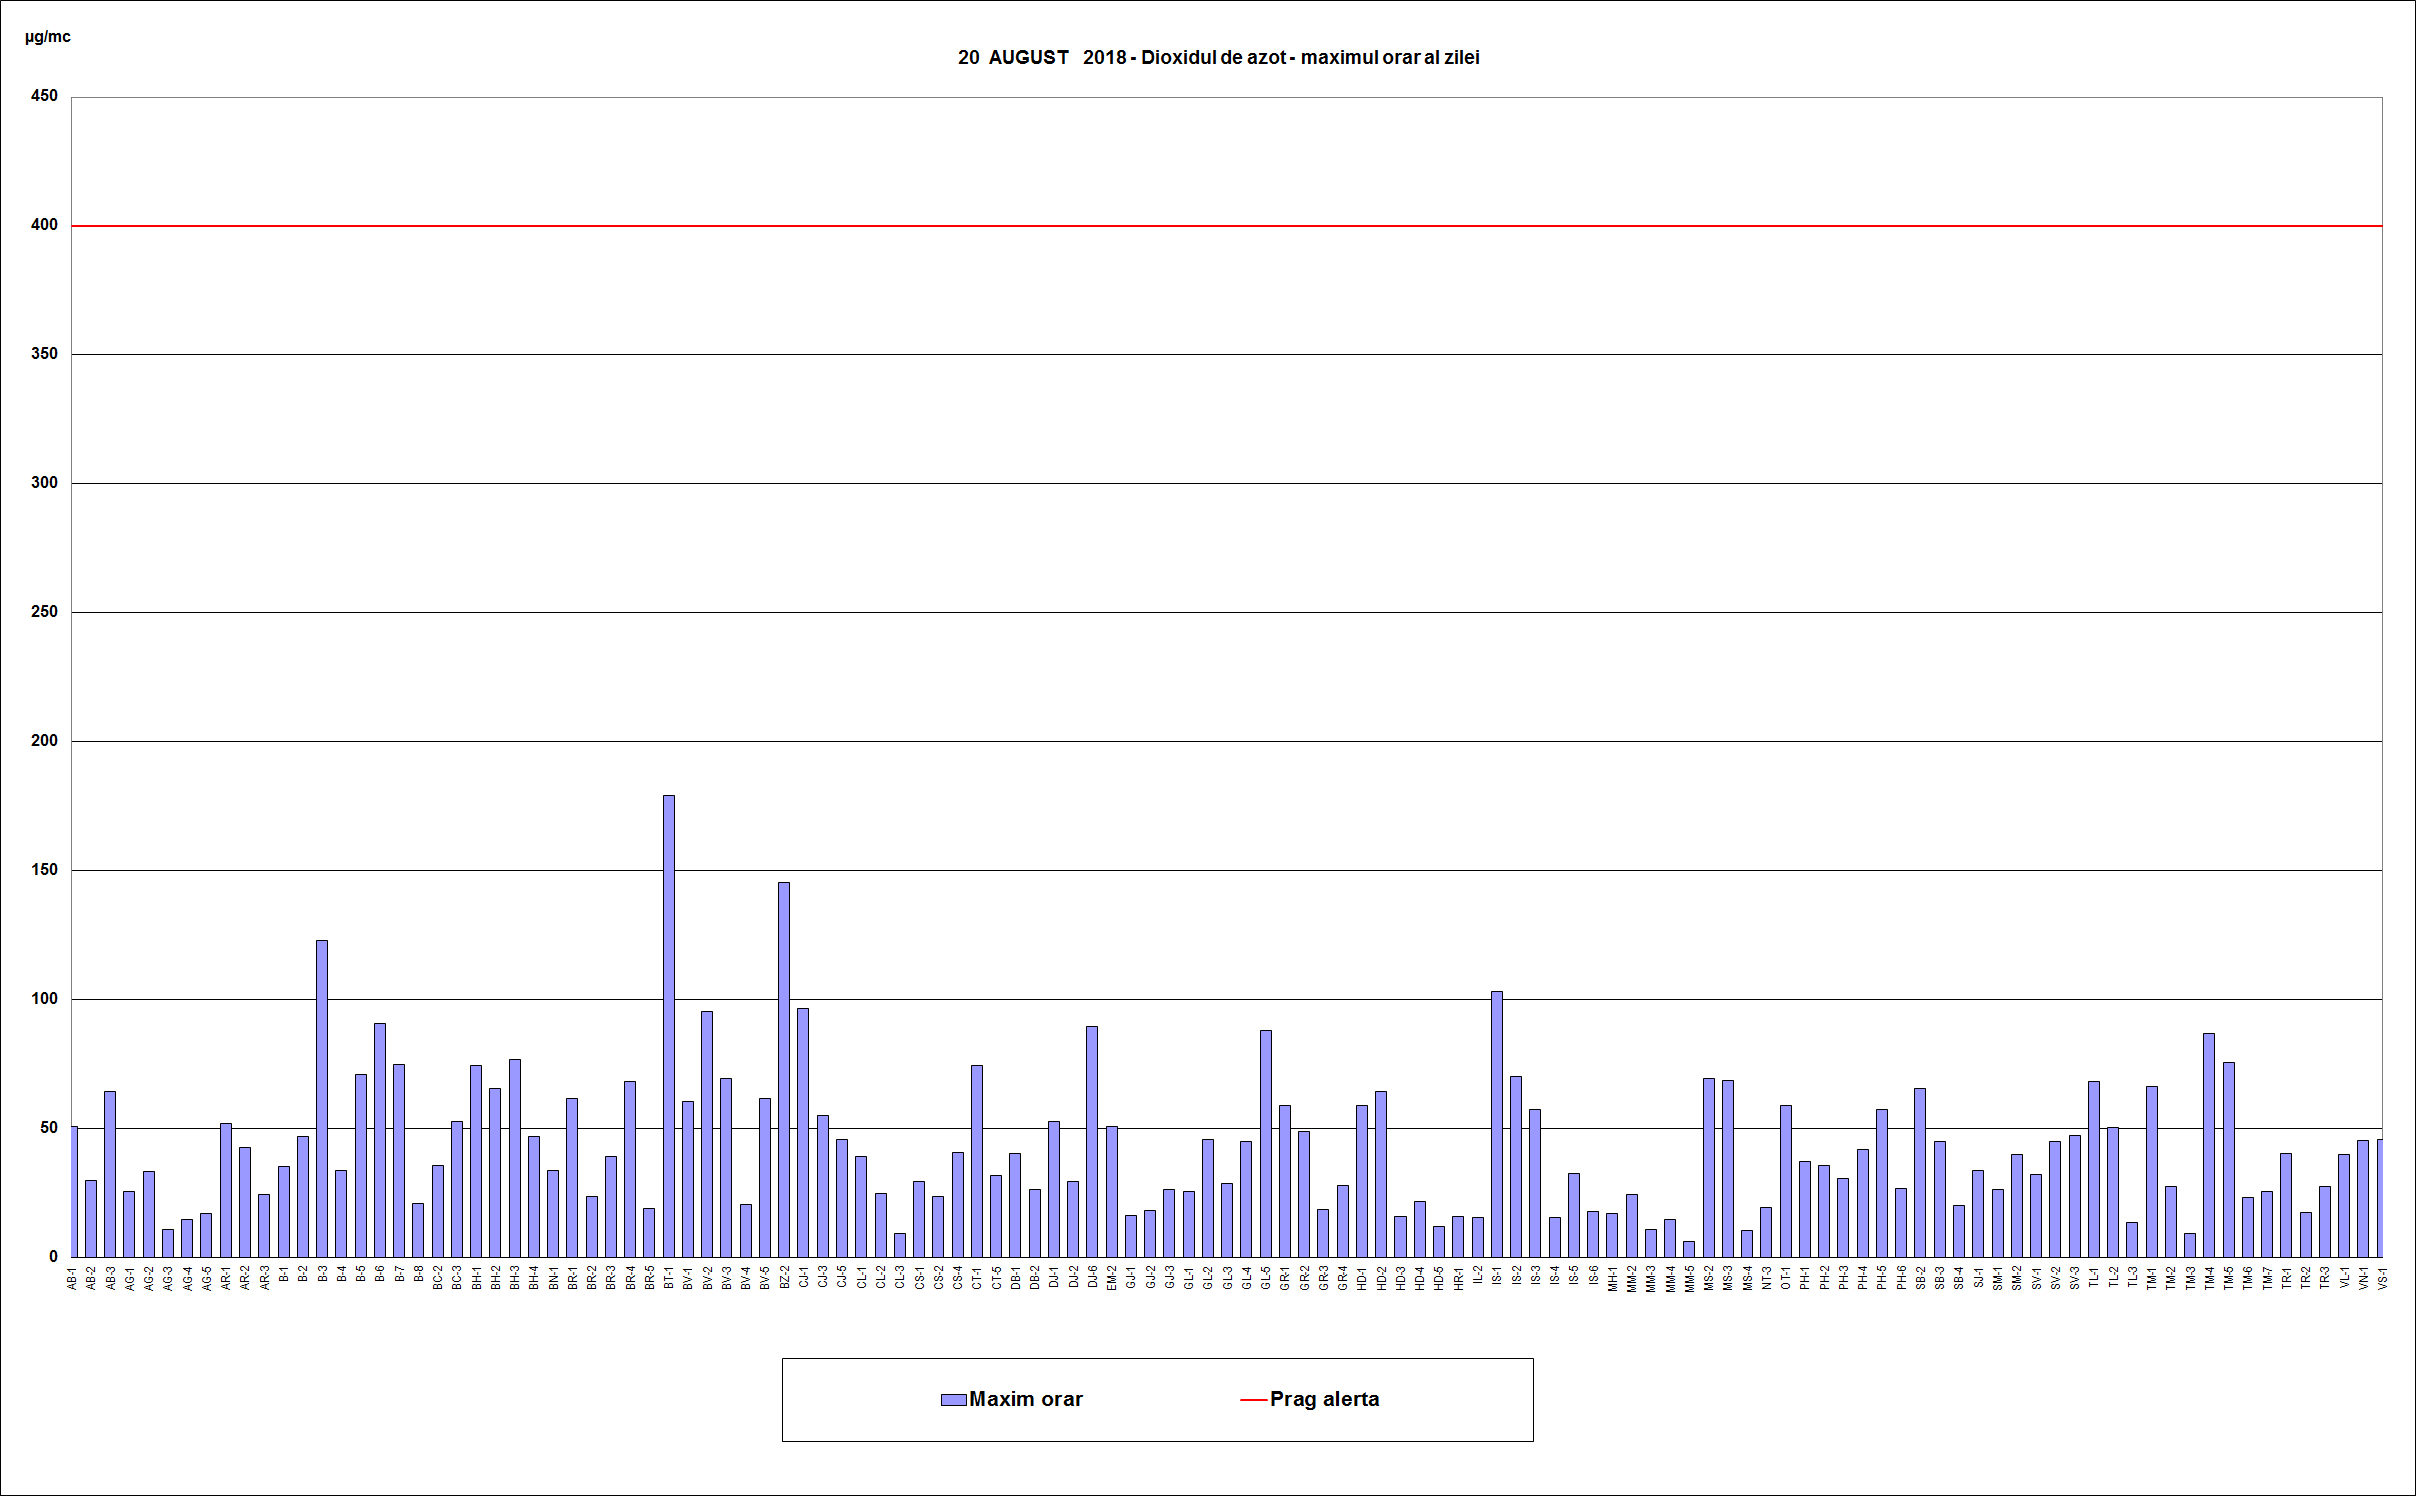 µg/mc
20 AUGUST 2018 - Dioxidul de azot - maximul orar al zilei
450
400
350
300
250
200
150
100
50
0
AB-1 AB-2 AB-3 AG-1 AG-2 AG-3 AG-4 AG-5 AR-1 AR-2 AR-3 B-1 B-2 B-3 B-4 B-5 B-6 B-7 B-8 BC-2 BC-3 BH-1 BH-2 BH-3 BH-4 BN-1 BR-1 BR-2 BR-3 BR-4 BR-5 BT-1 BV-1 BV-2 BV-3 BV-4 BV-5 BZ-2 CJ-1 CJ-3 CJ-5 CL-1 CL-2 CL-3 CS-1 CS-2 CS-4 CT-1 CT-5 DB-1 DB-2 DJ-1 DJ-2 DJ-6 EM-2 GJ-1 GJ-2 GJ-3 GL-1 GL-2 GL-3 GL-4 GL-5 GR-1 GR-2 GR-3 GR-4 HD-1 HD-2 HD-3 HD-4 HD-5 HR-1 IL-2 IS-1 IS-2 IS-3 IS-4 IS-5 IS-6 MH-1 MM-2 MM-3 MM-4 MM-5 MS-2 MS-3 MS-4 NT-3 OT-1 PH-1 PH-2 PH-3 PH-4 PH-5 PH-6 SB-2 SB-3 SB-4 SJ-1 SM-1 SM-2 SV-1 SV-2 SV-3 TL-1 TL-2 TL-3 TM-1 TM-2 TM-3 TM-4 TM-5 TM-6 TM-7 TR-1 TR-2 TR-3 VL-1 VN-1 VS-1
Maxim orar Prag alerta